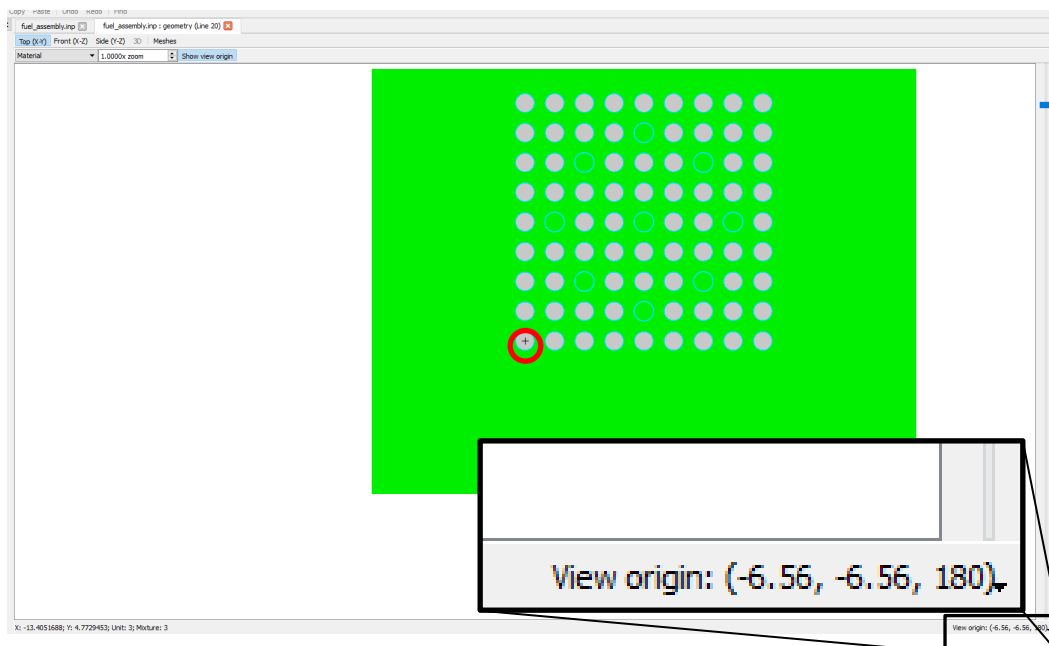 Copy Paste Undo Redo Find
fuel_assembly.inp fuel_assembly.inp : geometry (Line 20)
Top (X-Y) Front (X-Z) Side (Y-Z) 3D Meshes
Material 1.0000x zoom Show view origin
View origin: (-6.56, -6.56, 180)
X: -13.4051688; Y: 4.7729453; Unit: 3; Mixture: 3 View origin: (-6.56, -6.56, 180)